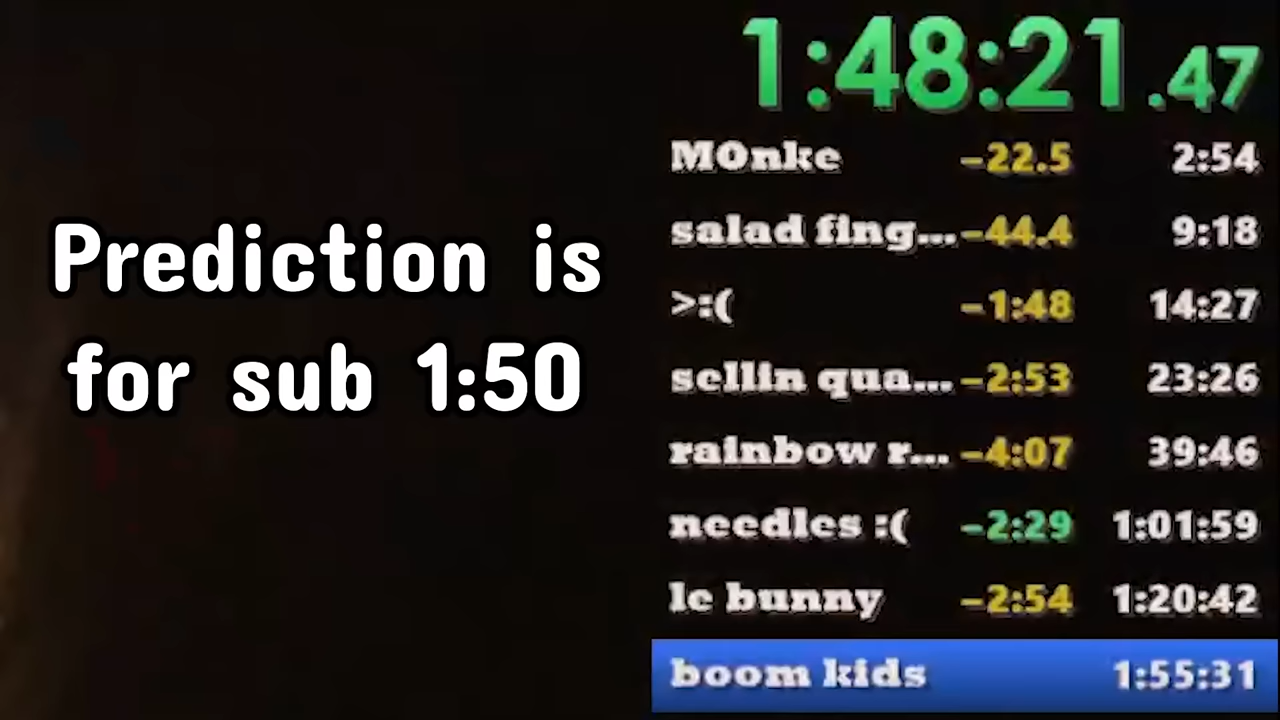 1:48:21.47
Prediction is
for sub 1:50
MOnke -22.5 2:54
salad fing... -44.4 9:18
>:( -1:48 14:27
sellin qua... -2:53 23:26
rainbow r... -4:07 39:46
needles :( -2:29 1:01:59
le bunny -2:54 1:20:42
boom kids 1:55:31